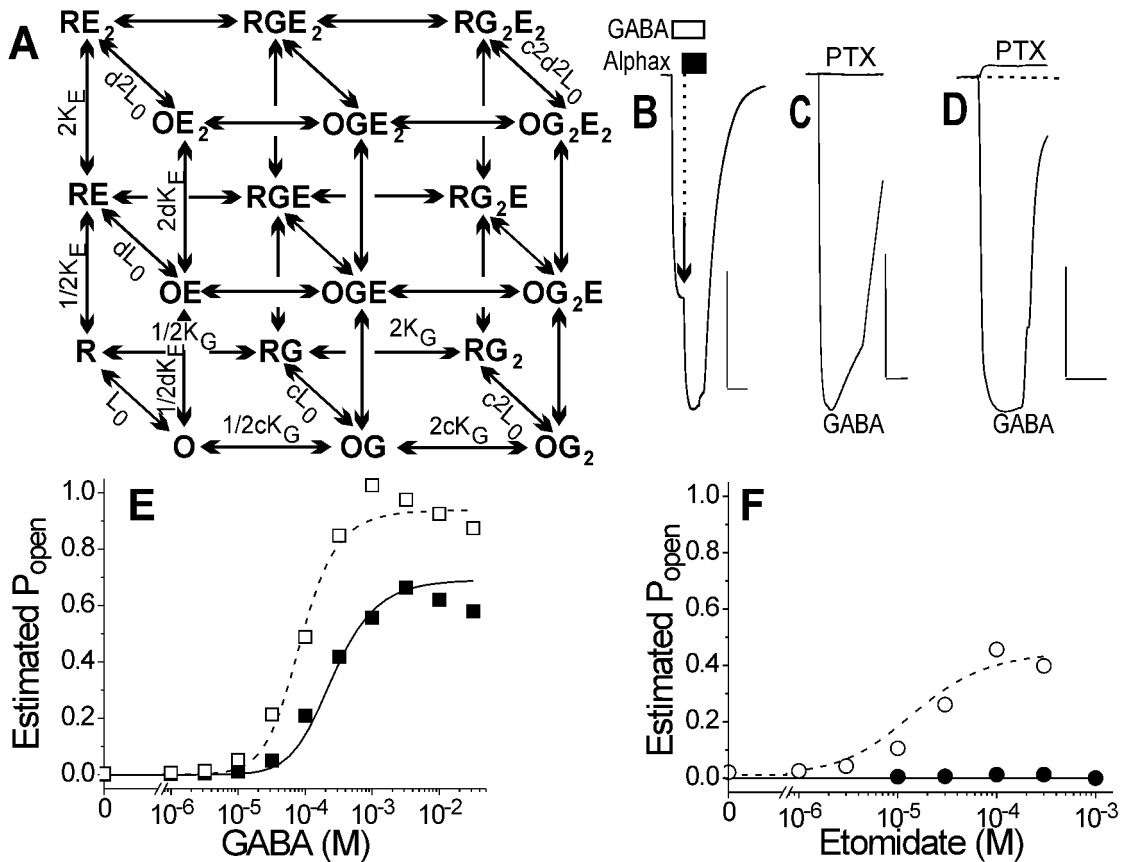 A
RE2 RGE2 RG2E2
d²L0
c²d²L0
2KE
OE2 OGE2 OG2E2
RE RGE RG2E
2dKE
dL0
1/2KE
OE OGE OG2E
1/2KG
2KG
R RG RG2
1/2dKE
L0
cL0
c²L0
O 1/2cKG OG 2cKG OG2
GABA
Alphax
B
PTX
C
GABA
PTX
D
GABA
E
Estimated Popen
1.0
0.8
0.6
0.4
0.2
0.0
0 10-6 10-5 10-4 10-3 10-2
GABA (M)
F
Estimated Popen
1.0
0.8
0.6
0.4
0.2
0.0
0 10-6 10-5 10-4 10-3
Etomidate (M)